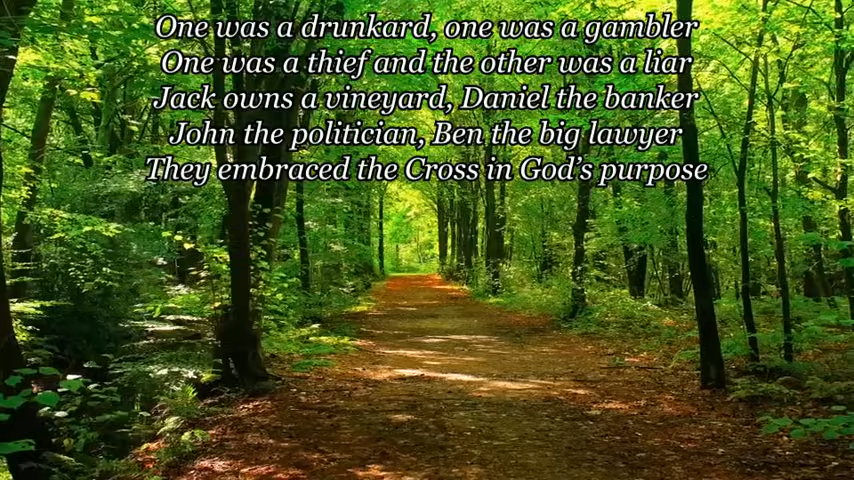 One was a drunkard, one was a gambler
One was a thief and the other was a liar
Jack owns a vineyard, Daniel the banker
John the politician, Ben the big lawyer
They embraced the Cross in God's purpose